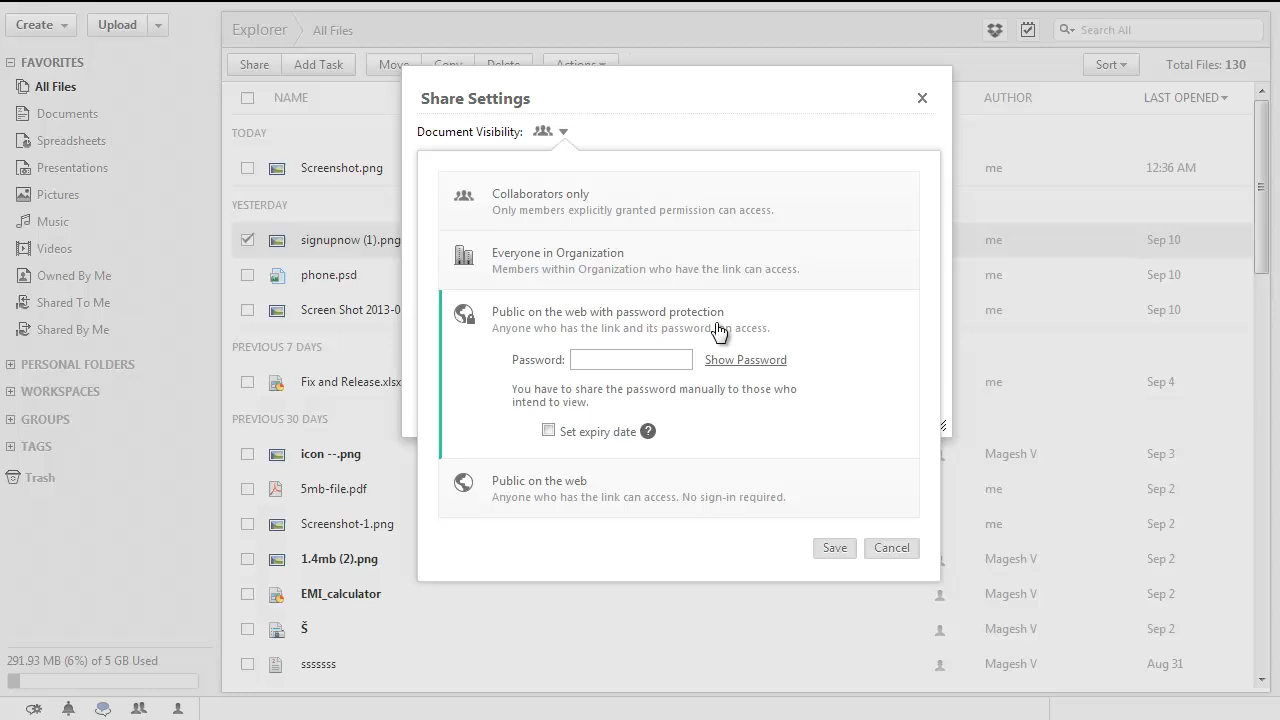 Create
Upload
Explorer
All Files
Search All
FAVORITES
All Files
Documents
Spreadsheets
Presentations
Pictures
Music
Videos
Owned By Me
Shared To Me
Shared By Me
PERSONAL FOLDERS
WORKSPACES
GROUPS
TAGS
Trash
291.93 MB (6%) of 5 GB Used
Share
Add Task
Move
Copy
Delete
Actions
Sort
Total Files: 130
NAME
AUTHOR
LAST OPENED
TODAY
Screenshot.png
me
12:36 AM
YESTERDAY
signupnow (1).png
me
Sep 10
phone.psd
me
Sep 10
Screen Shot 2013-0
me
Sep 10
PREVIOUS 7 DAYS
Fix and Release.xlsx
me
Sep 4
PREVIOUS 30 DAYS
icon --.png
Magesh V
Sep 3
5mb-file.pdf
me
Sep 2
Screenshot-1.png
me
Sep 2
1.4mb (2).png
Magesh V
Sep 2
EMI_calculator
Magesh V
Sep 2
Š
Magesh V
Sep 2
sssssss
Magesh V
Aug 31
Share Settings
Document Visibility:
Collaborators only
Only members explicitly granted permission can access.
Everyone in Organization
Members within Organization who have the link can access.
Public on the web with password protection
Anyone who has the link and its password can access.
Password:
Show Password
You have to share the password manually to those who
intend to view.
Set expiry date ?
Public on the web
Anyone who has the link can access. No sign-in required.
Save
Cancel